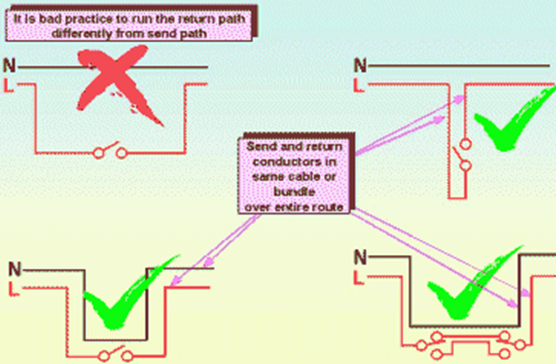 It is bad practice to run the return path
differently from send path
N
L
N
L
Send and return
conductors in
same cable or
bundle
over entire route
N
L
N
L